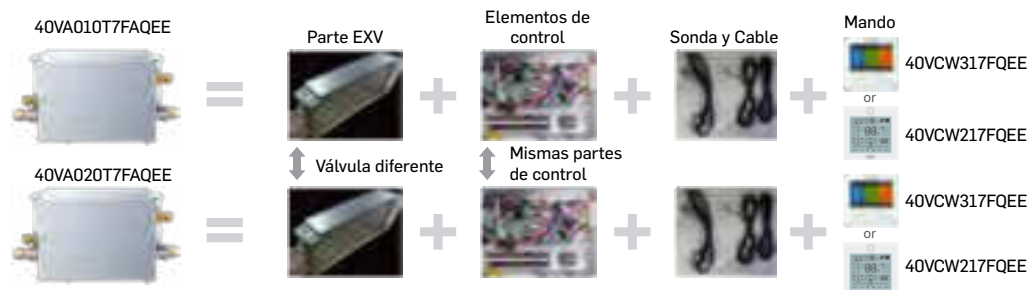 40VA010T7FAQEE
Parte EXV
Elementos de
control
Sonda y Cable
Mando
40VCW317FQEE
or
40VCW217FQEE
Válvula diferente
Mismas partes
de control
40VA020T7FAQEE
40VCW317FQEE
or
40VCW217FQEE